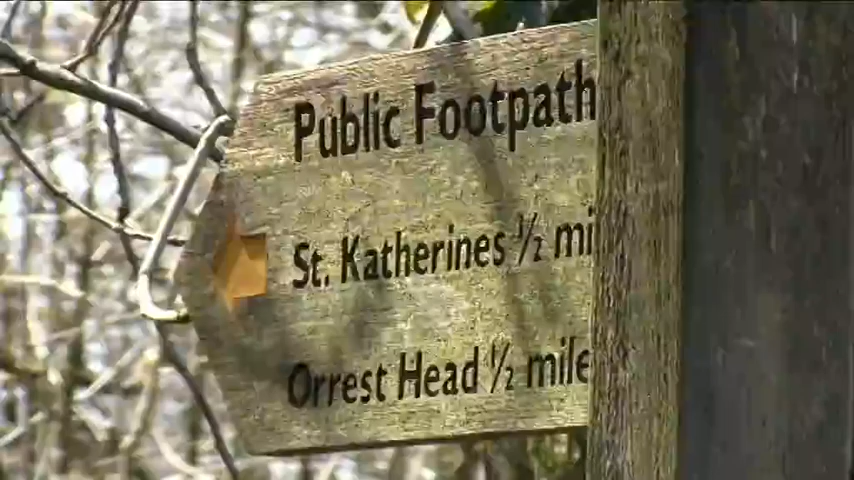 Public Footpath
St. Katherines ½ mi
Orrest Head ½ mile